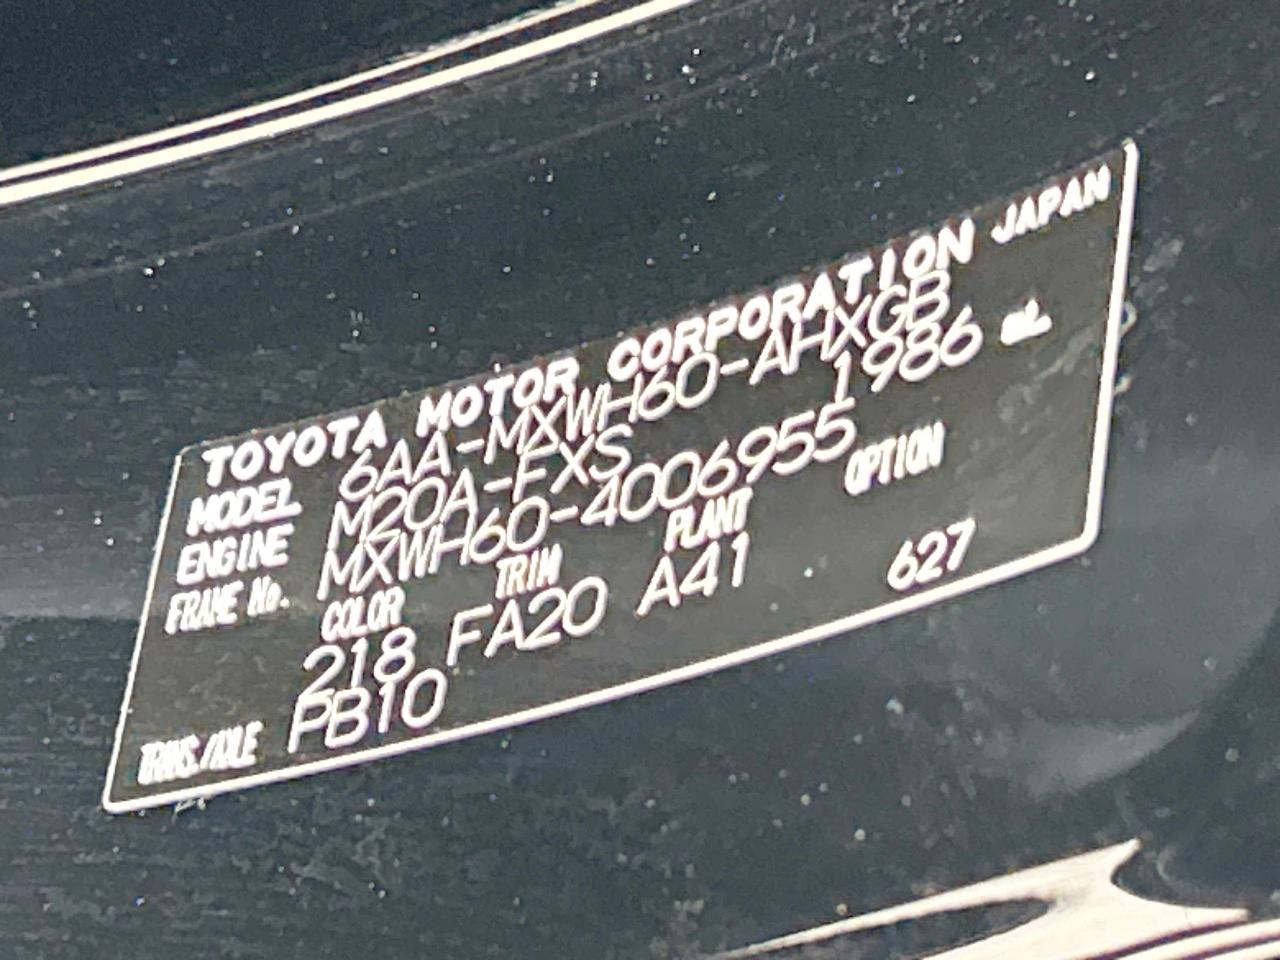 TOYOTA MOTOR CORPORATION JAPAN
MODEL 6AA-MXWH60-AHXGB
ENGINE M20A-FXS 1986 mL
FRAME No. MXWH60-4006955
COLOR TRIM PLANT OPTION
218 FA20 A41 627
TRANS./AXLE PB10